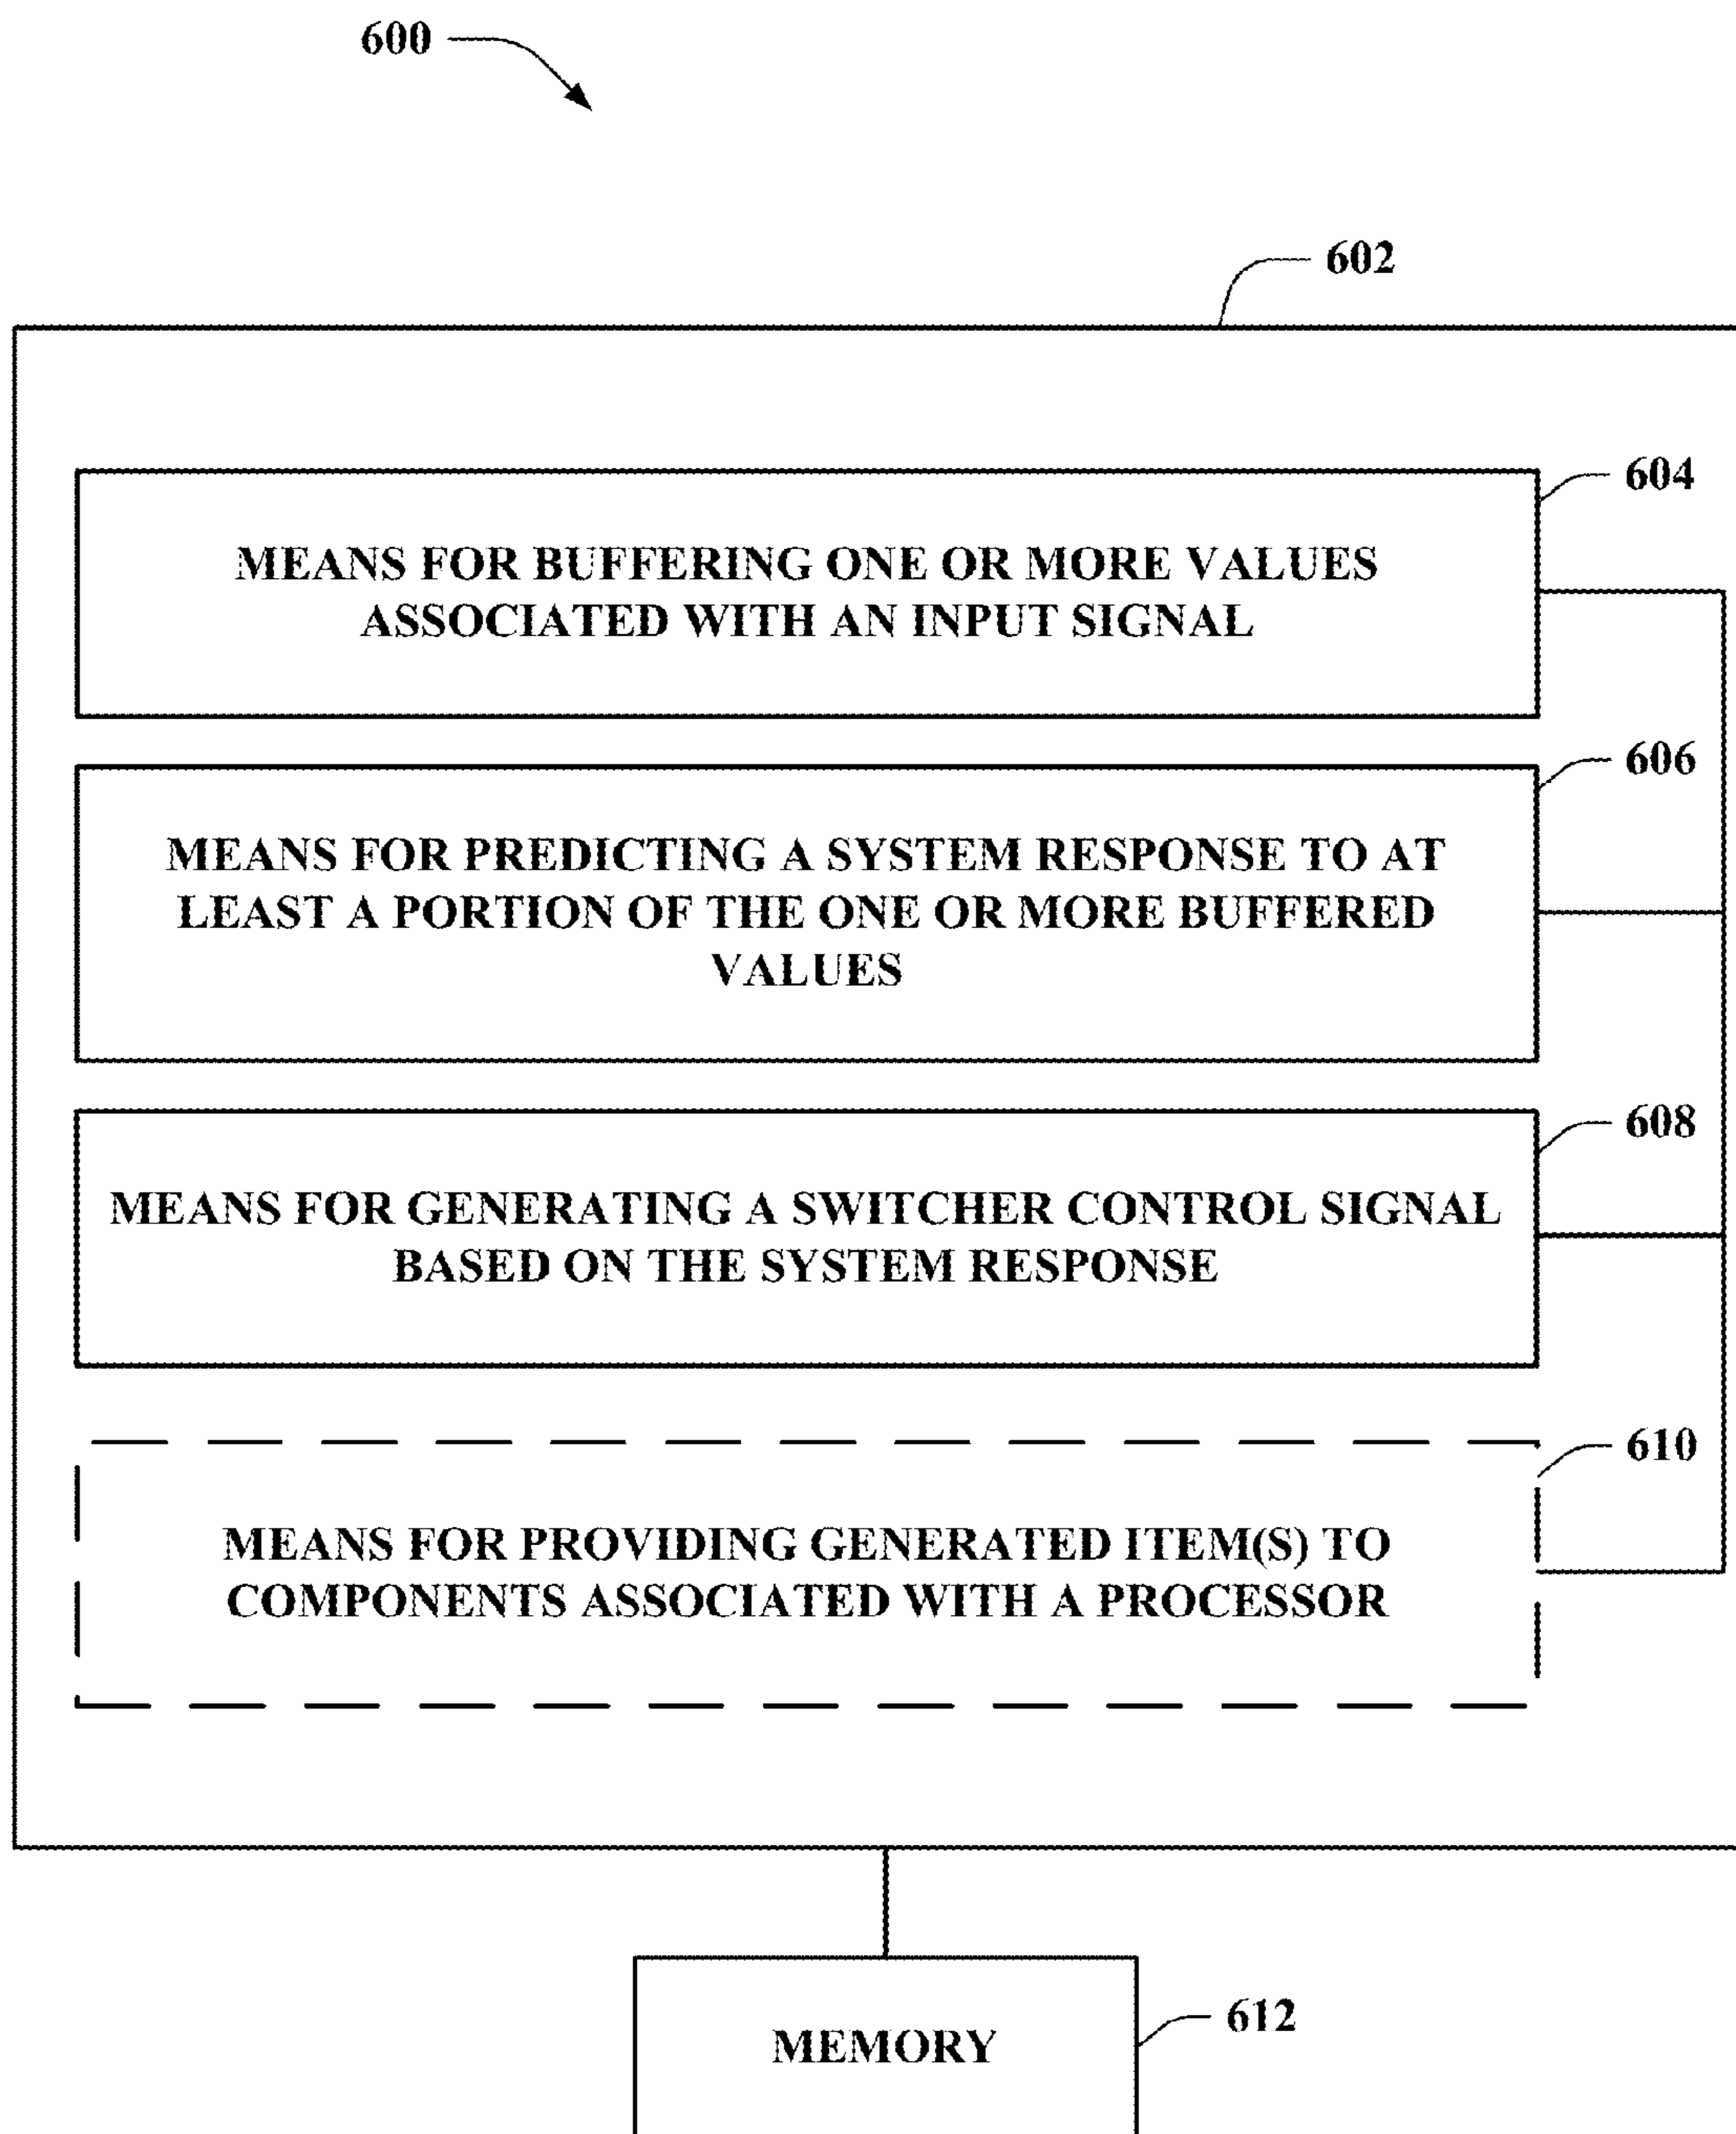 600
602
604
MEANS FOR BUFFERING ONE OR MORE VALUES
ASSOCIATED WITH AN INPUT SIGNAL
606
MEANS FOR PREDICTING A SYSTEM RESPONSE TO AT
LEAST A PORTION OF THE ONE OR MORE BUFFERED
VALUES
608
MEANS FOR GENERATING A SWITCHER CONTROL SIGNAL
BASED ON THE SYSTEM RESPONSE
610
MEANS FOR PROVIDING GENERATED ITEM(S) TO
COMPONENTS ASSOCIATED WITH A PROCESSOR
612
MEMORY